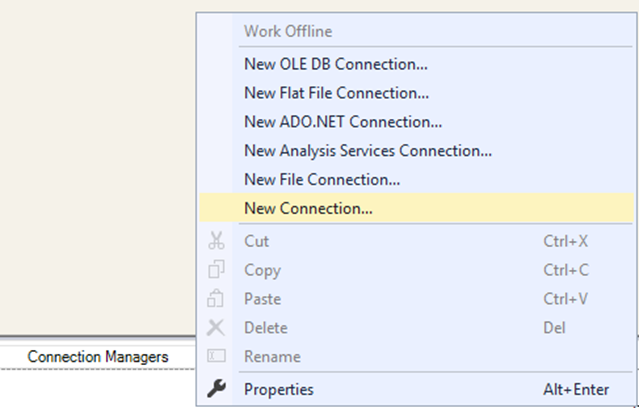 Work Offline
New OLE DB Connection...
New Flat File Connection...
New ADO.NET Connection...
New Analysis Services Connection...
New File Connection...
New Connection...
Cut Ctrl+X
Copy Ctrl+C
Paste Ctrl+V
Delete Del
Rename
Connection Managers
Properties Alt+Enter